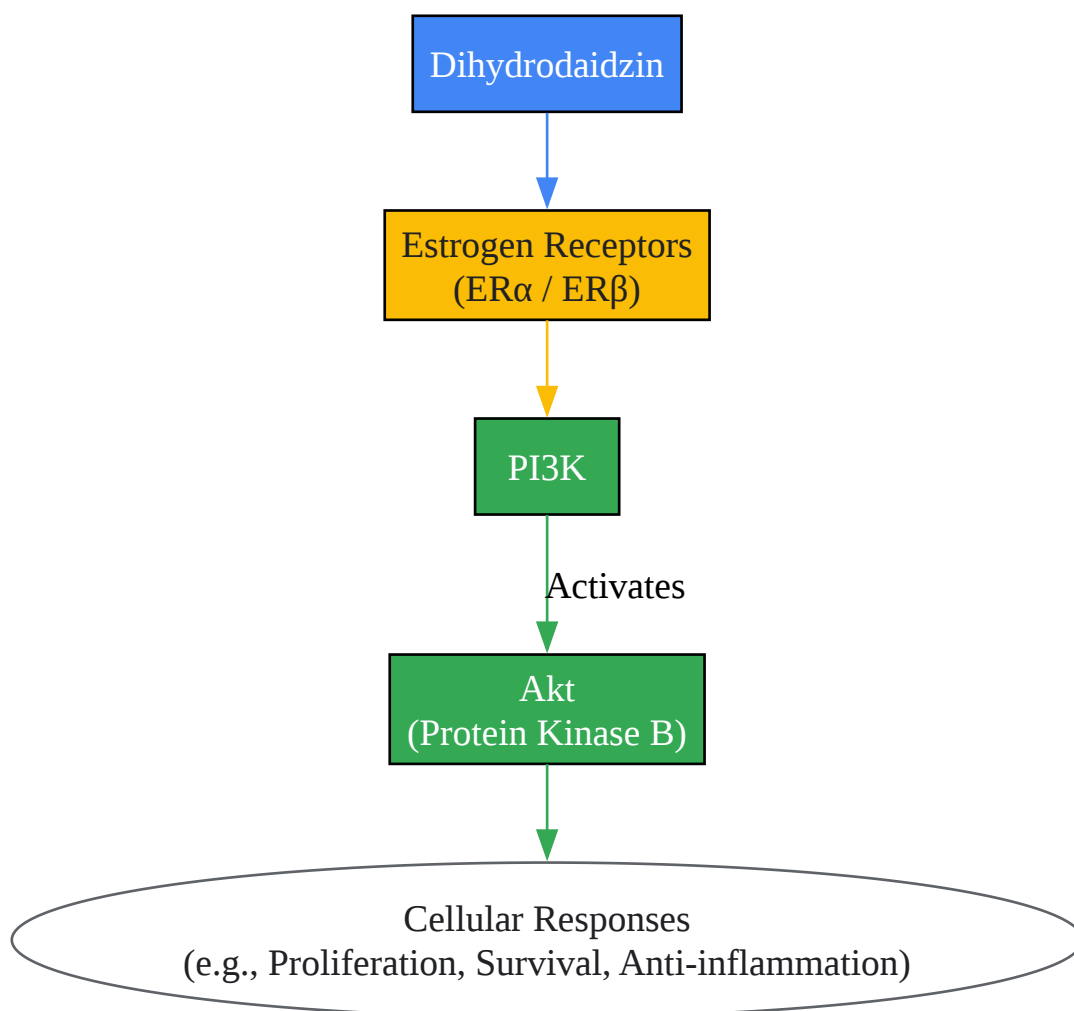 Dihydrodaidzin
Estrogen Receptors
(ERα / ERβ)
PI3K
Activates
Akt
(Protein Kinase B)
Cellular Responses
(e.g., Proliferation, Survival, Anti-inflammation)